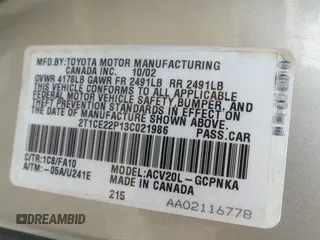 MFD.BY:TOYOTA MOTOR MANUFACTURING
CANADA INC. 10/02
GVWR 4178LB GAWR FR 2491LB RR 2491LB
THIS VEHICLE CONFORMS TO ALL APPLICABLE
FEDERAL MOTOR VEHICLE SAFETY, BUMPER, AND
THEFT PREVENTION STANDARDS IN EFFECT ON
THE DATE OF MANUFACTURE SHOWN ABOVE.
2T1CE22P13C021986 PASS.CAR
C/TR:1C8/FA10
A/TM:-05A/U241E
MODEL:ACV20L-GCPNKA
MADE IN CANADA
215
AA02116778
DREAMBID